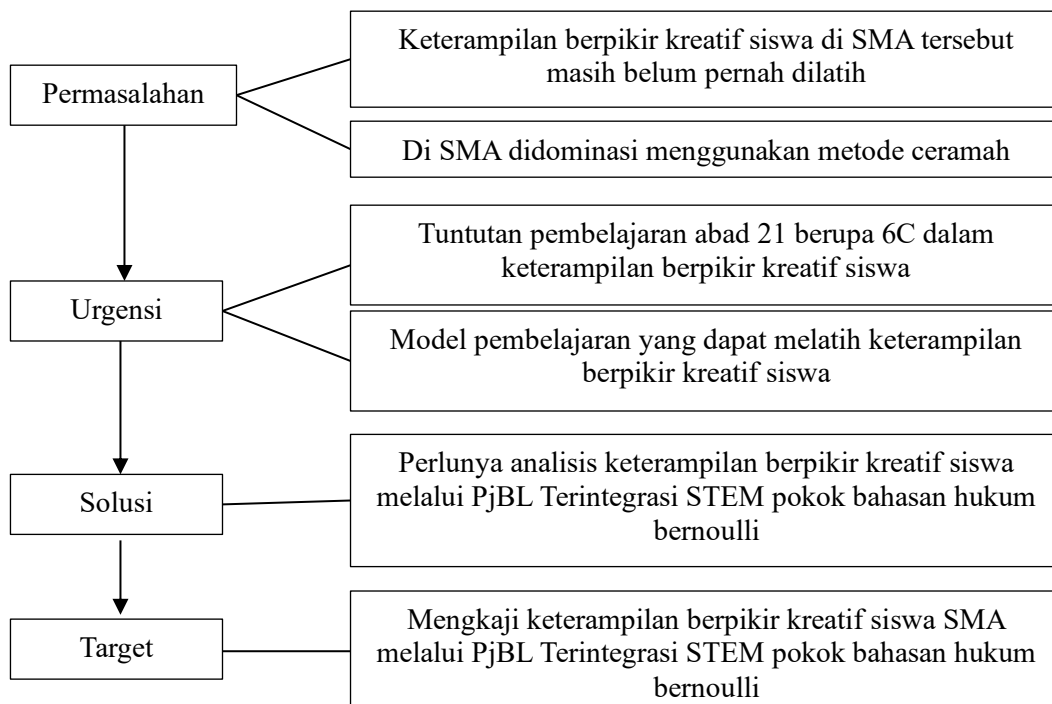 Keterampilan berpikir kreatif siswa di SMA tersebut
masih belum pernah dilatih
Permasalahan
Di SMA didominasi menggunakan metode ceramah
Tuntutan pembelajaran abad 21 berupa 6C dalam
keterampilan berpikir kreatif siswa
Urgensi
Model pembelajaran yang dapat melatih keterampilan
berpikir kreatif siswa
Perlunya analisis keterampilan berpikir kreatif siswa
melalui PjBL Terintegrasi STEM pokok bahasan hukum
bernoulli
Solusi
Mengkaji keterampilan berpikir kreatif siswa SMA
melalui PjBL Terintegrasi STEM pokok bahasan hukum
bernoulli
Target